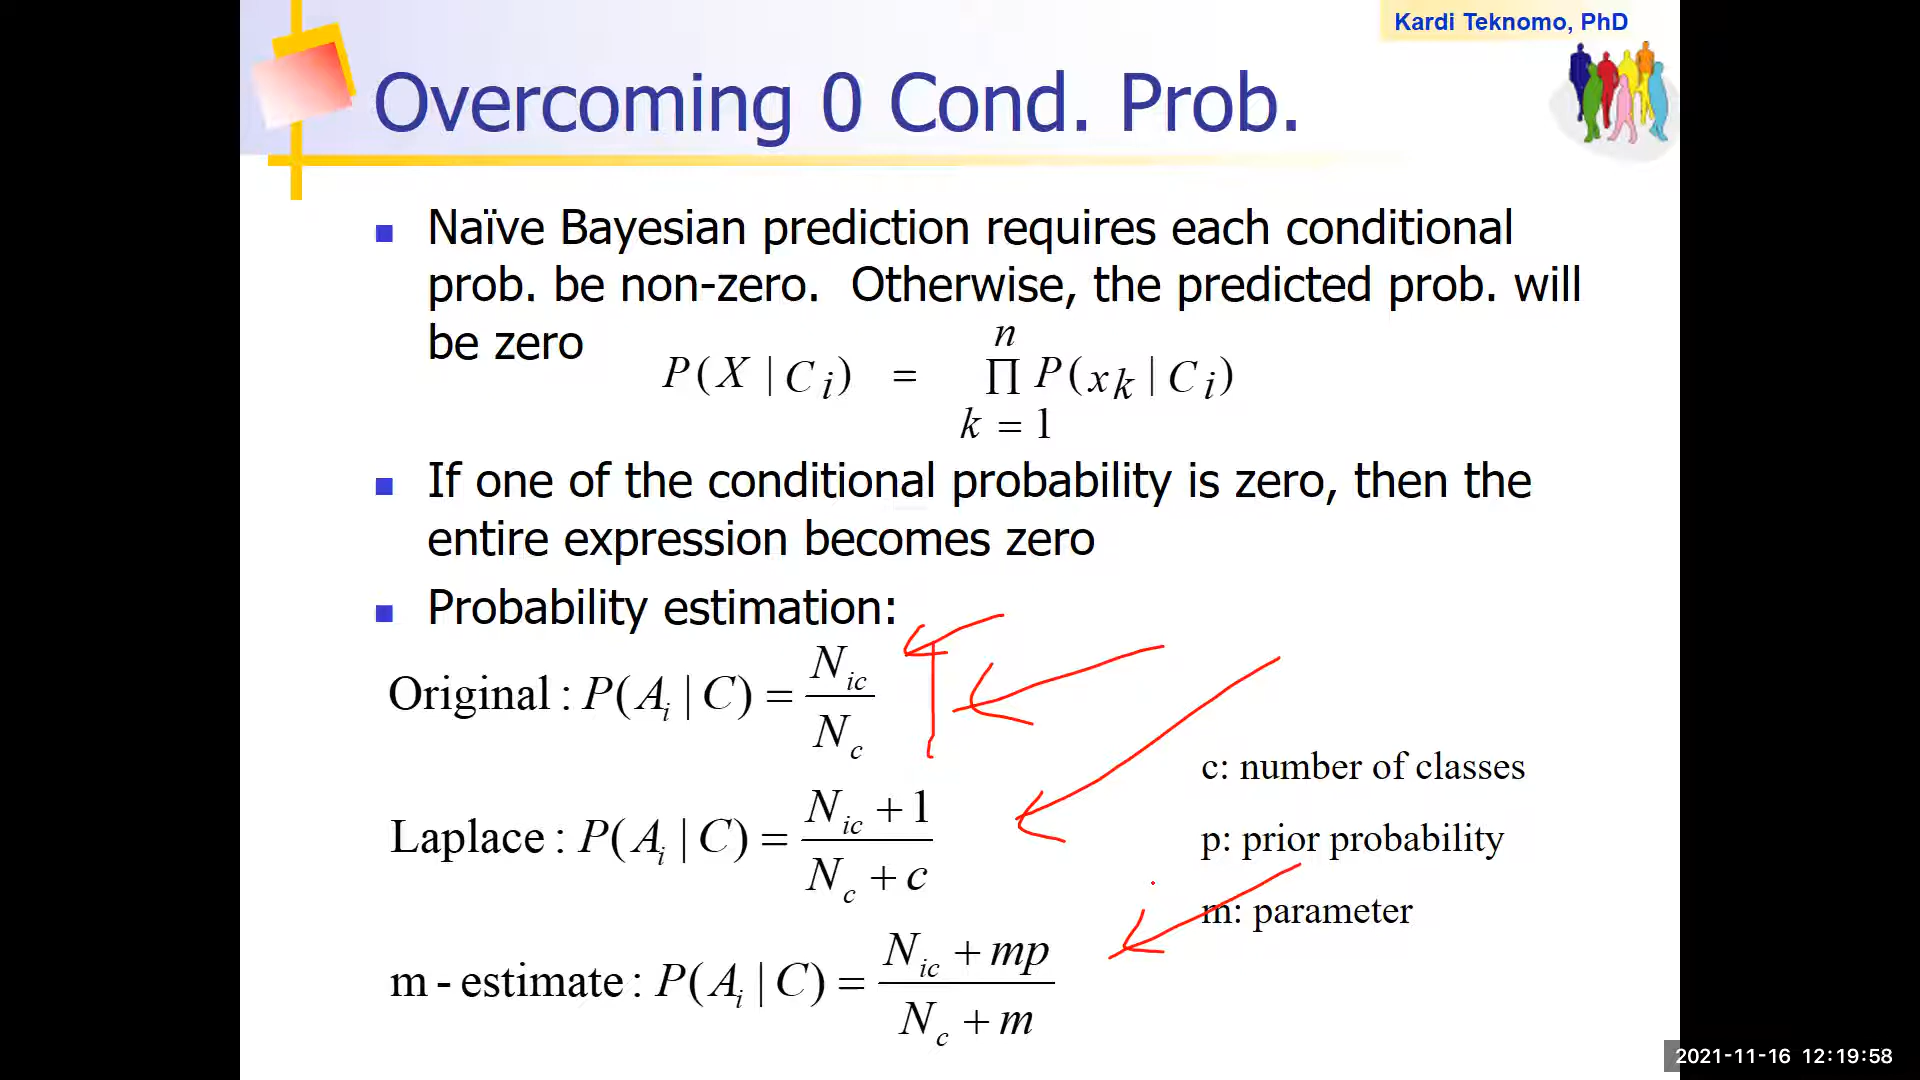 Kardi Teknomo, PhD
Overcoming 0 Cond. Prob.
Naïve Bayesian prediction requires each conditional
prob. be non-zero. Otherwise, the predicted prob. will
be zero
P(X | C_i) = ∏_{k=1}^{n} P(x_k | C_i)
If one of the conditional probability is zero, then the
entire expression becomes zero
Probability estimation:
Original : P(A_i | C) = N_ic / N_c
Laplace : P(A_i | C) = (N_ic + 1) / (N_c + c)
m - estimate : P(A_i | C) = (N_ic + mp) / (N_c + m)
c: number of classes
p: prior probability
m: parameter
2021-11-16 12:19:58